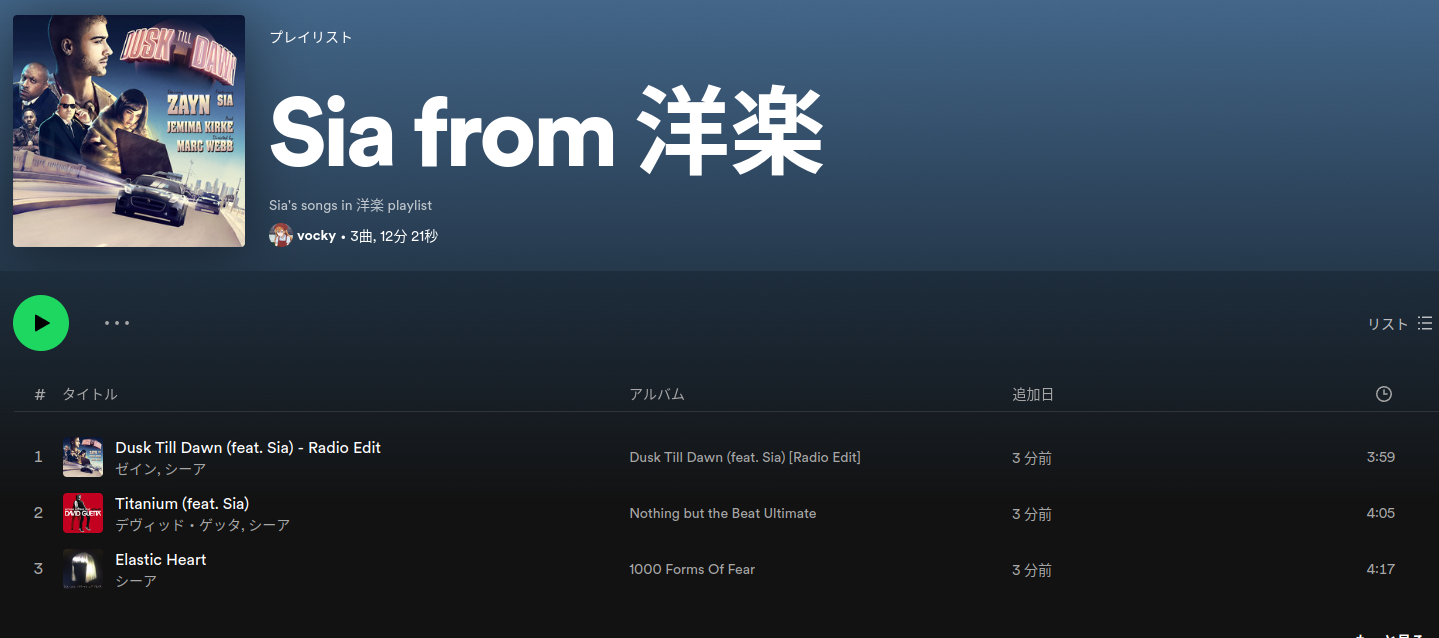 DUSK TILL DAWN
ZAYN SIA
JEMIMA KIRKE
MARC WEBB
プレイリスト
Sia from 洋楽
Sia's songs in 洋楽 playlist
vocky • 3曲, 12分 21秒
リスト
# タイトル アルバム 追加日
1 Dusk Till Dawn (feat. Sia) - Radio Edit Dusk Till Dawn (feat. Sia) [Radio Edit] 3 分前 3:59
ゼイン, シーア
2 Titanium (feat. Sia) Nothing but the Beat Ultimate 3 分前 4:05
デヴィッド・ゲッタ, シーア
DAVID GUETTA
3 Elastic Heart 1000 Forms Of Fear 3 分前 4:17
シーア